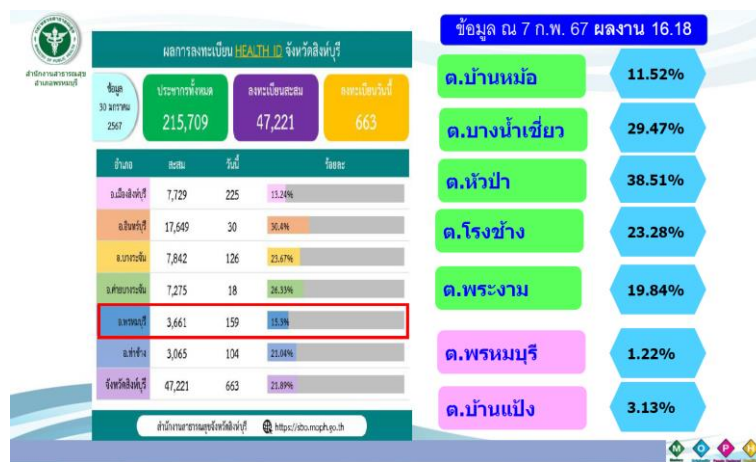 สำนักงานสาธารณสุข
อำเภอพรหมบุรี
ผลการลงทะเบียน HEALTH ID จังหวัดสิงห์บุรี
ข้อมูล
30 มกราคม
2567
ประชากรทั้งหมด
215,709
ลงทะเบียนสะสม
47,221
ลงทะเบียนวันนี้
663
อำเภอ สะสม วันนี้ ร้อยละ
อ.เมืองสิงห์บุรี 7,729 225 13.24%
อ.อินทร์บุรี 17,649 30 30.4%
อ.บางระจัน 7,842 126 23.67%
อ.ค่ายบางระจัน 7,275 18 26.33%
อ.พรหมบุรี 3,661 159 15.3%
อ.ท่าช้าง 3,065 104 21.04%
จังหวัดสิงห์บุรี 47,221 663 21.89%
สำนักงานสาธารณสุขจังหวัดสิงห์บุรี https://sbo.moph.go.th
ข้อมูล ณ 7 ก.พ. 67 ผลงาน 16.18
ต.บ้านหม้อ 11.52%
ต.บางน้ำเชี่ยว 29.47%
ต.หัวป่า 38.51%
ต.โรงช้าง 23.28%
ต.พระงาม 19.84%
ต.พรหมบุรี 1.22%
ต.บ้านแป้ง 3.13%
M O P H